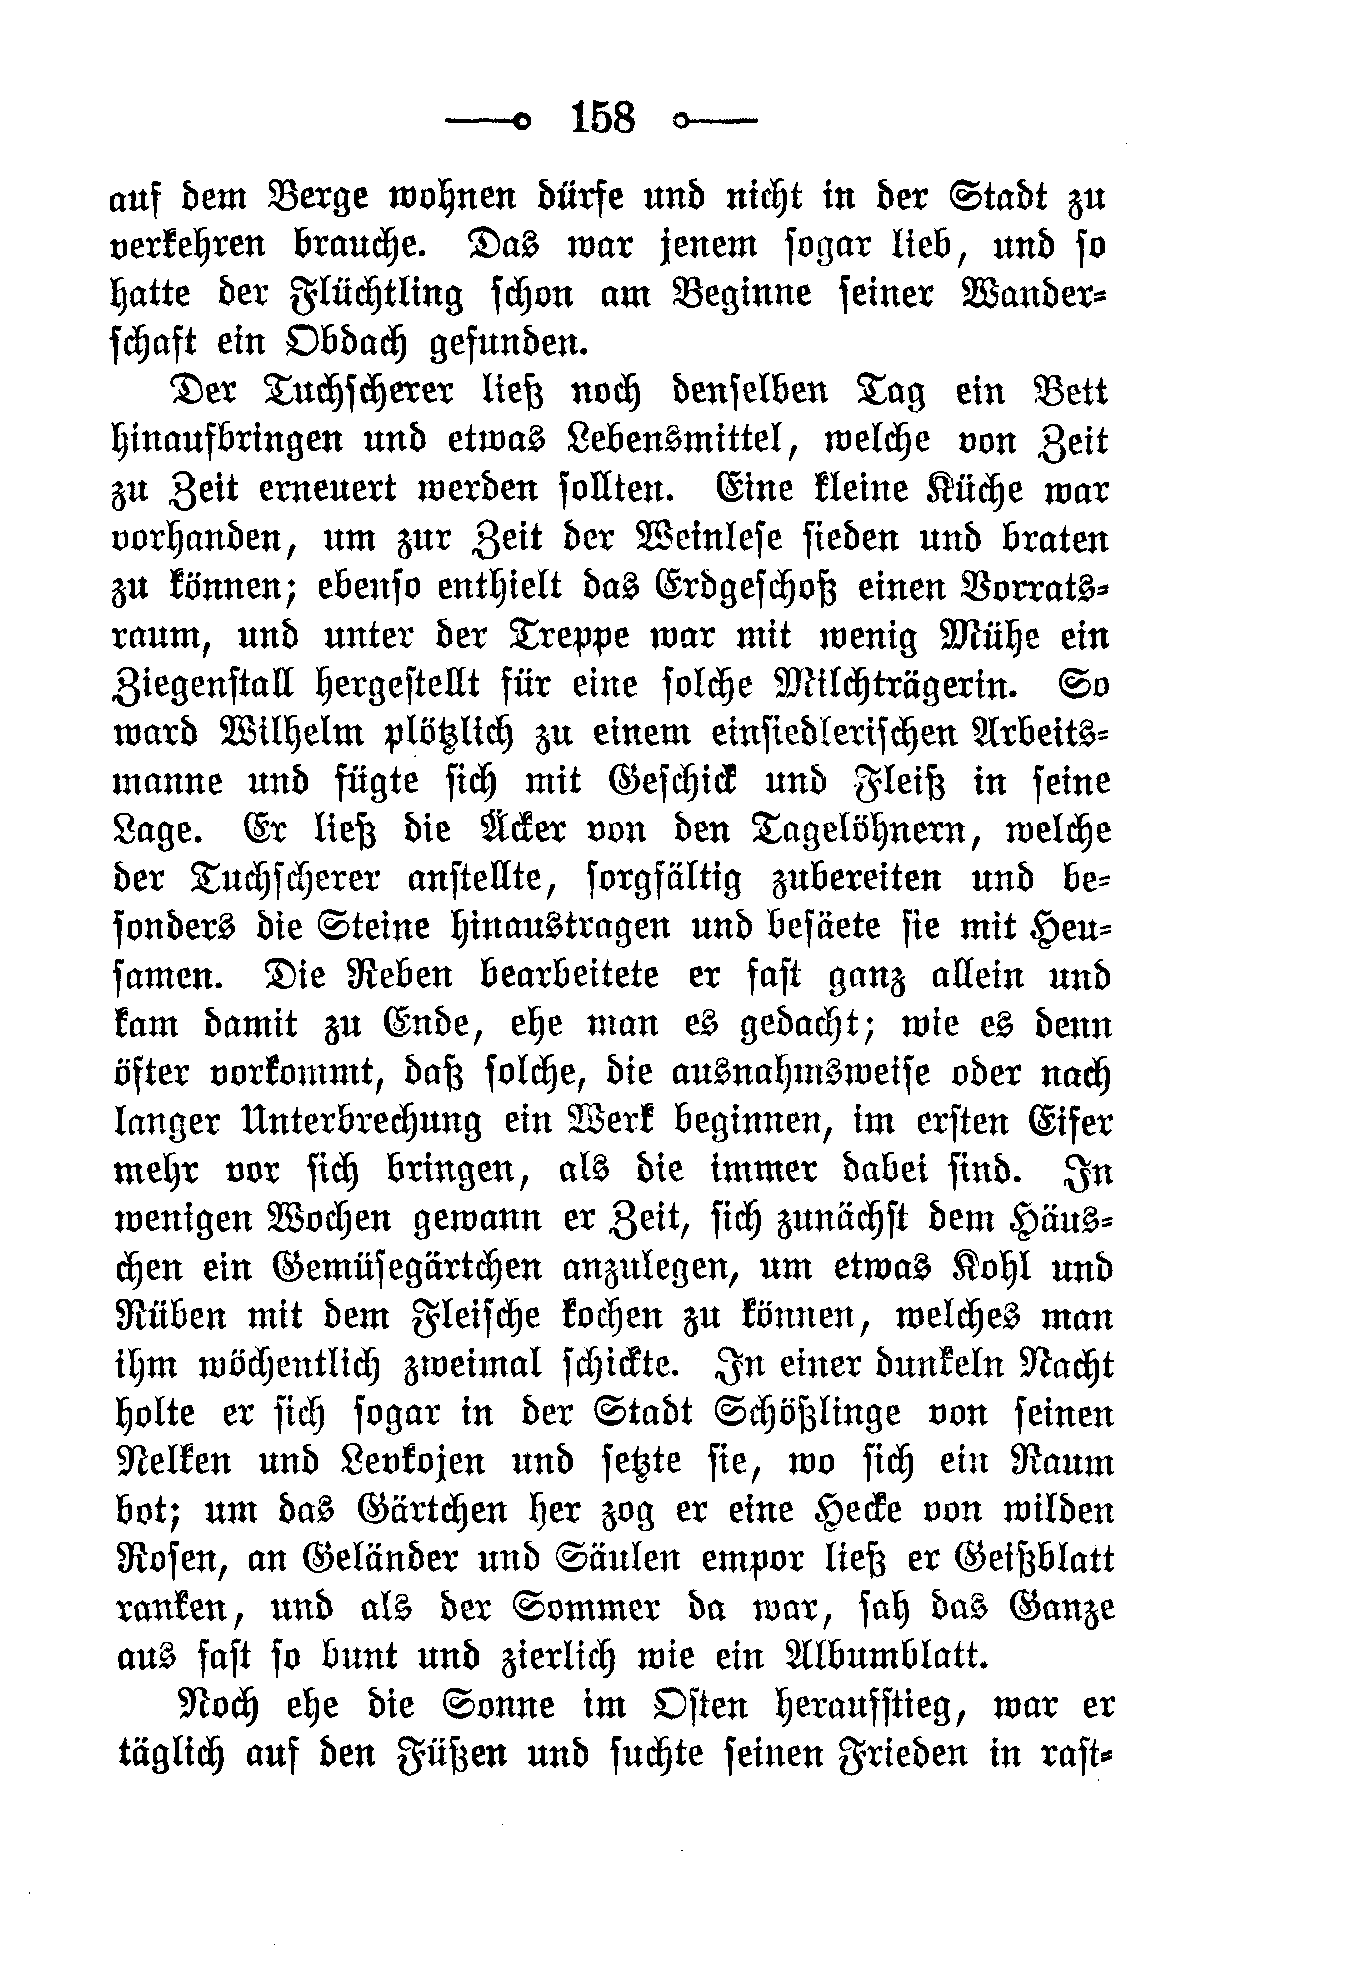 158
auf dem Berge wohnen dürfe und nicht in der Stadt zu
verkehren brauche. Das war jenem sogar lieb, und so
hatte der Flüchtling schon am Beginne seiner Wander-
schaft ein Obdach gefunden.
Der Tuchscherer ließ noch denselben Tag ein Bett
hinaufbringen und etwas Lebensmittel, welche von Zeit
zu Zeit erneuert werden sollten. Eine kleine Küche war
vorhanden, um zur Zeit der Weinlese sieden und braten
zu können; ebenso enthielt das Erdgeschoß einen Vorrats-
raum, und unter der Treppe war mit wenig Mühe ein
Ziegenstall hergestellt für eine solche Milchträgerin. So
ward Wilhelm plötzlich zu einem einsiedlerischen Arbeits-
manne und fügte sich mit Geschick und Fleiß in seine
Lage. Er ließ die Äcker von den Tagelöhnern, welche
der Tuchscherer anstellte, sorgfältig zubereiten und be-
sonders die Steine hinaustragen und besäete sie mit Heu-
samen. Die Reben bearbeitete er fast ganz allein und
kam damit zu Ende, ehe man es gedacht; wie es denn
öfter vorkommt, daß solche, die ausnahmsweise oder nach
langer Unterbrechung ein Werk beginnen, im ersten Eifer
mehr vor sich bringen, als die immer dabei sind. In
wenigen Wochen gewann er Zeit, sich zunächst dem Häus-
chen ein Gemüsegärtchen anzulegen, um etwas Kohl und
Rüben mit dem Fleische kochen zu können, welches man
ihm wöchentlich zweimal schickte. In einer dunkeln Nacht
holte er sich sogar in der Stadt Schößlinge von seinen
Nelken und Levkojen und setzte sie, wo sich ein Raum
bot; um das Gärtchen her zog er eine Hecke von wilden
Rosen, an Geländer und Säulen empor ließ er Geißblatt
ranken, und als der Sommer da war, sah das Ganze
aus fast so bunt und zierlich wie ein Albumblatt.
Noch ehe die Sonne im Osten heraufstieg, war er
täglich auf den Füßen und suchte seinen Frieden in rast-